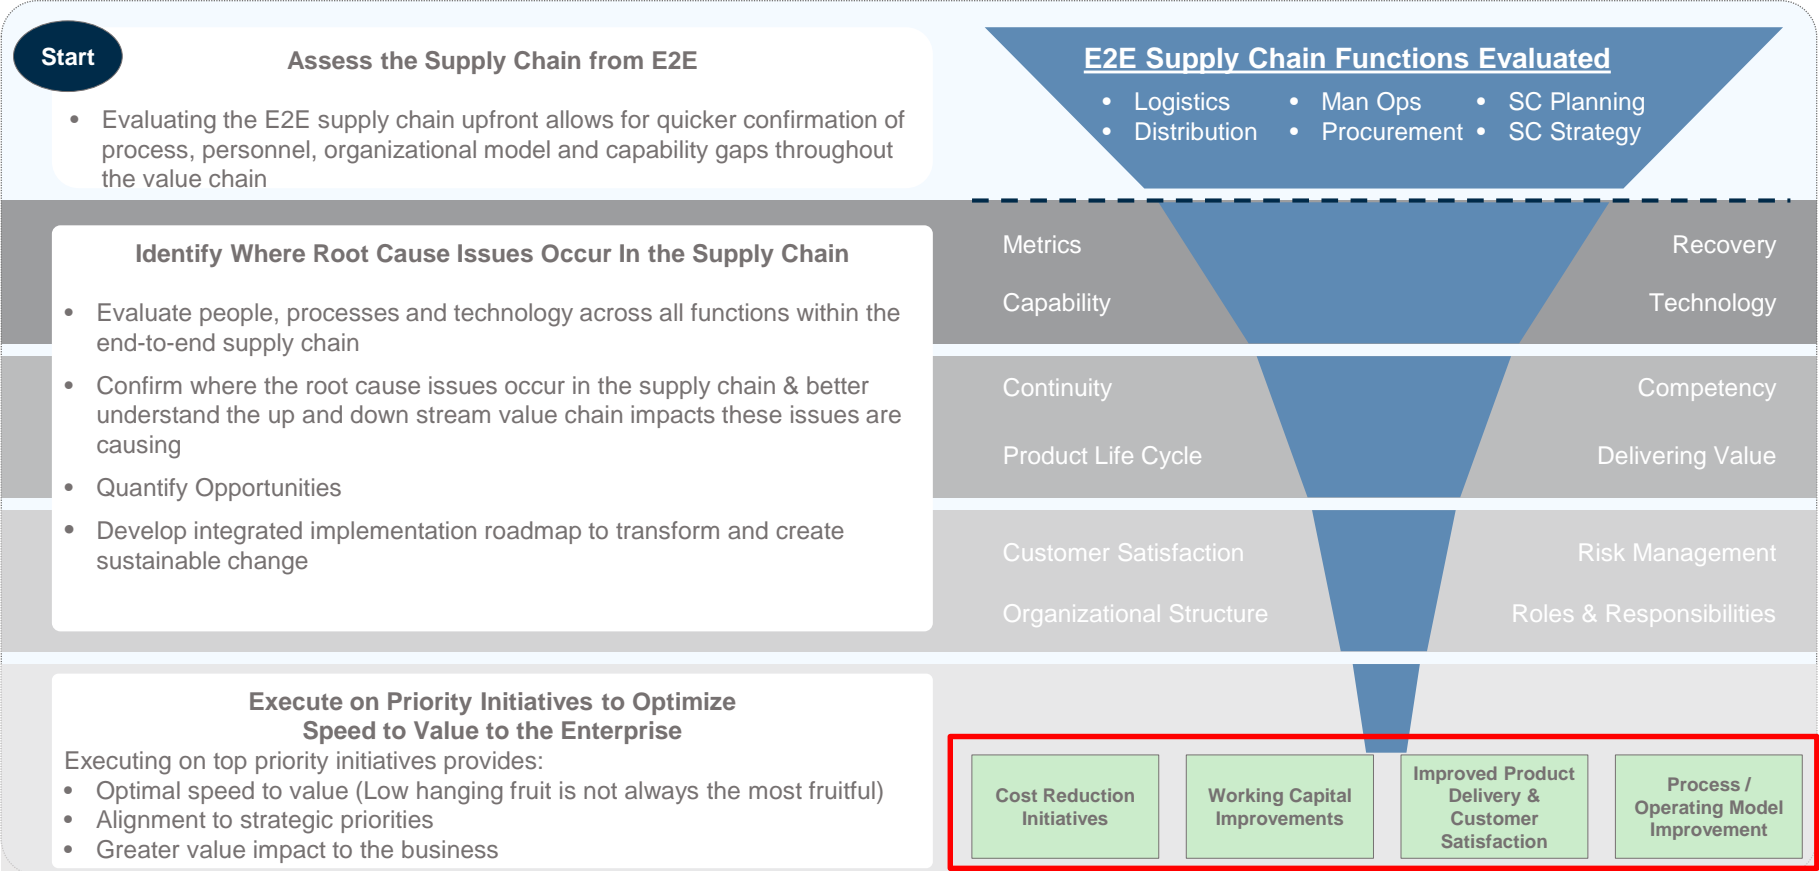 Start
Assess the Supply Chain from E2E
• Evaluating the E2E supply chain upfront allows for quicker confirmation of
process, personnel, organizational model and capability gaps throughout
the value chain
E2E Supply Chain Functions Evaluated
• Logistics • Man Ops • SC Planning
• Distribution • Procurement • SC Strategy
Identify Where Root Cause Issues Occur In the Supply Chain
• Evaluate people, processes and technology across all functions within the
end-to-end supply chain
• Confirm where the root cause issues occur in the supply chain & better
understand the up and down stream value chain impacts these issues are
causing
• Quantify Opportunities
• Develop integrated implementation roadmap to transform and create
sustainable change
Metrics Recovery
Capability Technology
Continuity Competency
Product Life Cycle Delivering Value
Customer Satisfaction Risk Management
Organizational Structure Roles & Responsibilities
Execute on Priority Initiatives to Optimize
Speed to Value to the Enterprise
Executing on top priority initiatives provides:
• Optimal speed to value (Low hanging fruit is not always the most fruitful)
• Alignment to strategic priorities
• Greater value impact to the business
Cost Reduction
Initiatives
Working Capital
Improvements
Improved Product
Delivery &
Customer
Satisfaction
Process /
Operating Model
Improvement